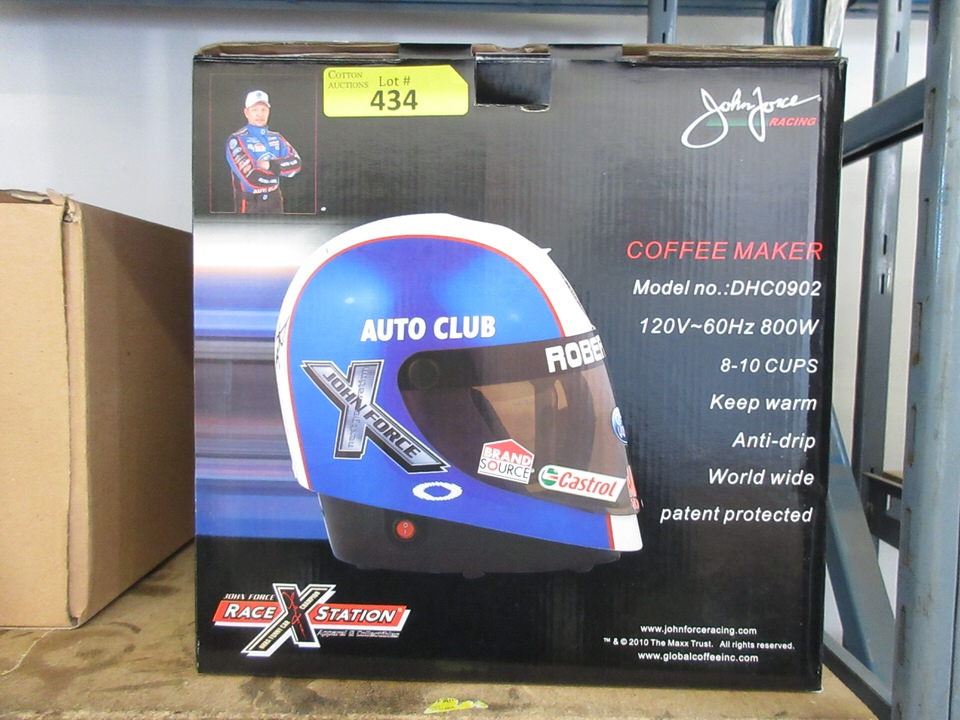 COTTON
AUCTIONS
Lot #
434
John Force
RACING
COFFEE MAKER
Model no.:DHC0902
120V~60Hz 800W
8-10 CUPS
Keep warm
Anti-drip
World wide
patent protected
AUTO CLUB
ROBE
JOHN FORCE
BRAND
SOURCE
Castrol
AUTO CLUB
JOHN FORCE
RACE X STATION
Apparel & Collectibles
www.johnforceracing.com
™ & © 2010 The Maxx Trust. All rights reserved.
www.globalcoffeeinc.com